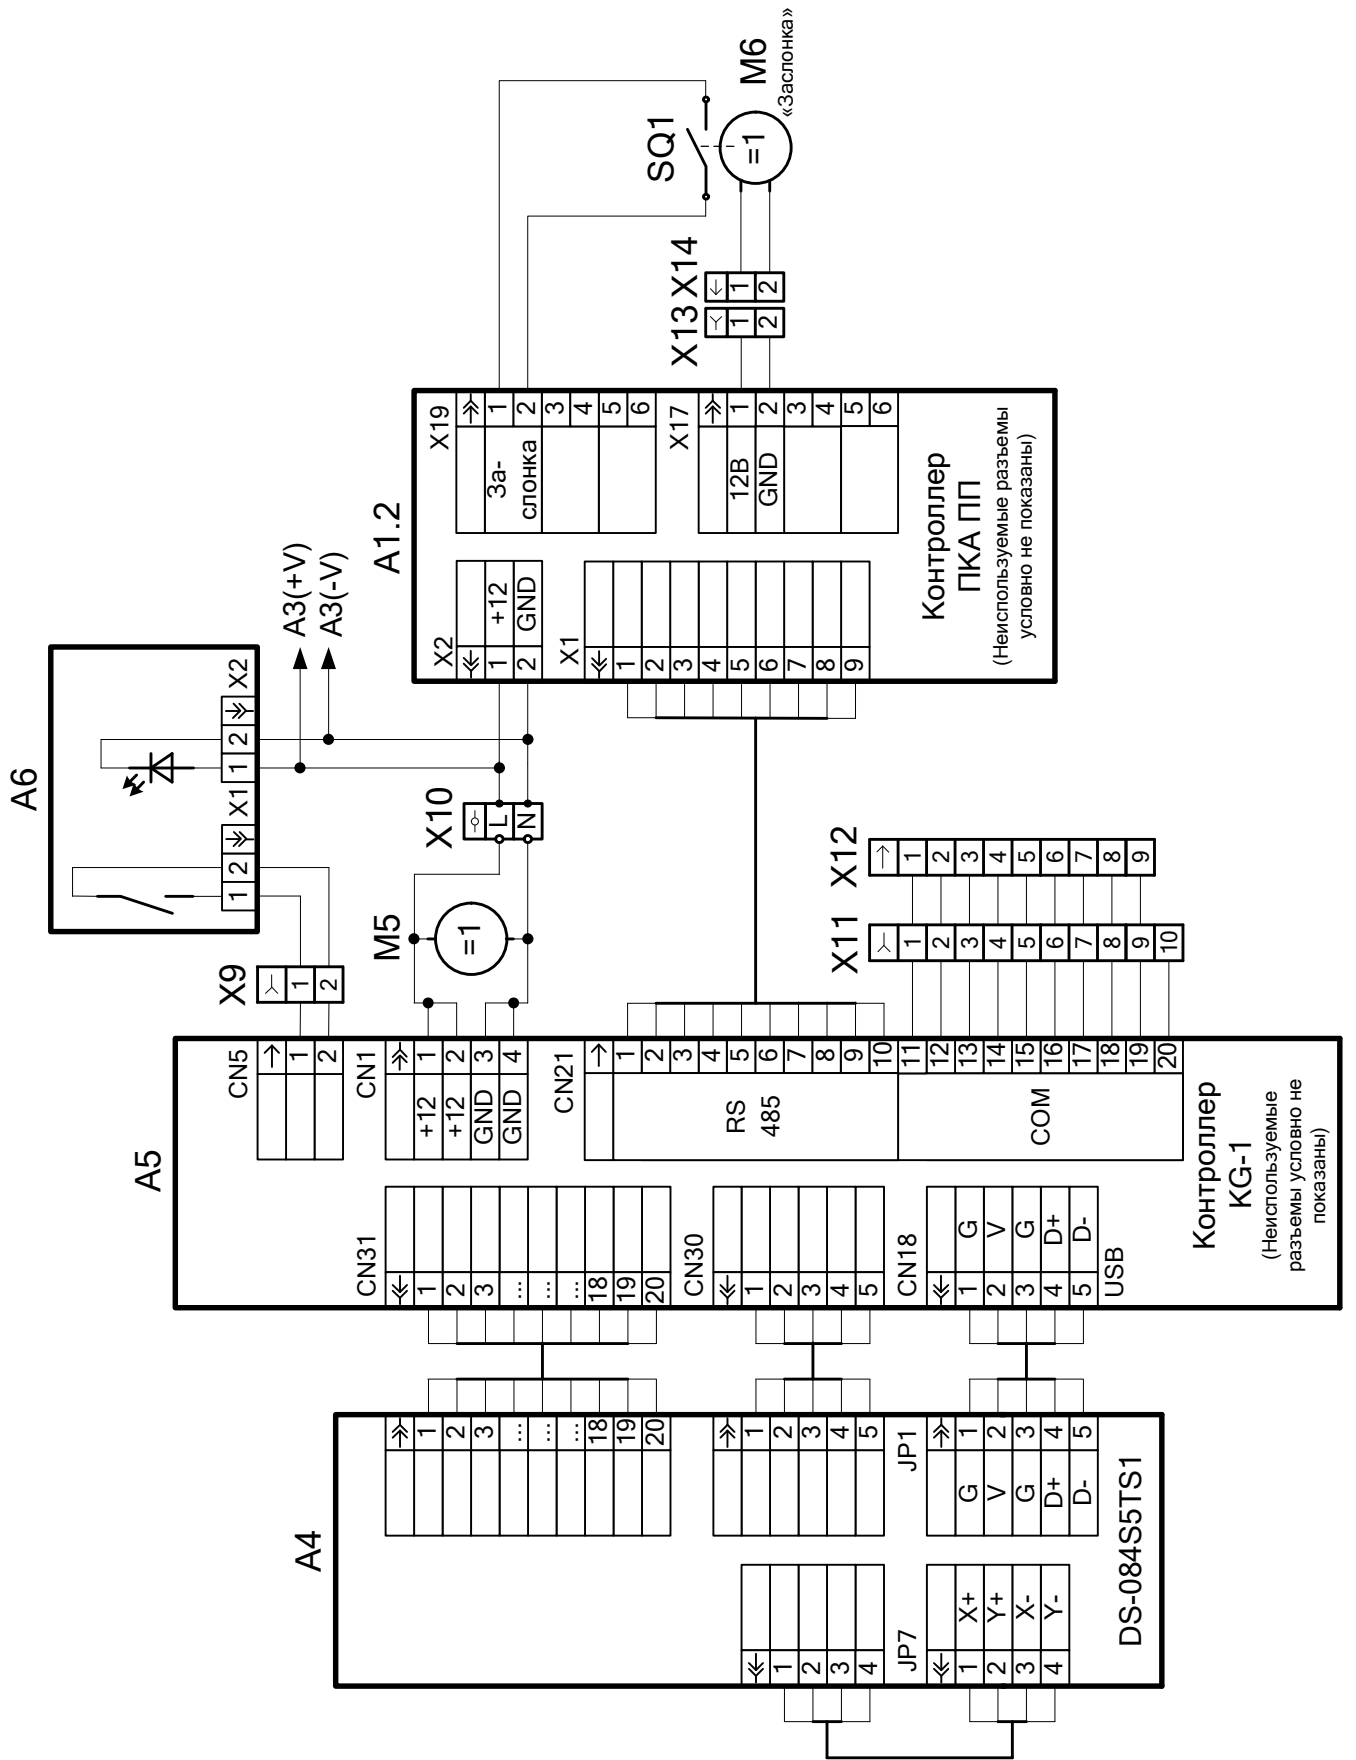 A4
1
2
3
...
...
...
18
19
20
1
2
3
4
5
1
2
3
4
JP7
1 X+
2 Y+
3 X-
4 Y-
JP1
G 1
V 2
G 3
D+ 4
D- 5
DS-084S5TS1
A5
CN31
1
2
3
...
...
...
18
19
20
CN30
1
2
3
4
5
CN18
1 G
2 V
3 G
4 D+
5 D-
USB
CN5
1
2
CN1
+12 1
+12 2
GND 3
GND 4
CN21
RS
485
1
2
3
4
5
6
7
8
9
10
COM
11
12
13
14
15
16
17
18
19
20
Контроллер
KG-1
(Неиспользуемые
разъемы условно не
показаны)
X9
1
2
M5
=1
X10
L
N
X11
1
2
3
4
5
6
7
8
9
10
X12
1
2
3
4
5
6
7
8
9
A6
X1
1
2
X2
1
2
A3(+V)
A3(-V)
A1.2
X2
1 +12
2 GND
X1
1
2
3
4
5
6
7
8
9
X19
За-
слонка
1
2
3
4
5
6
X17
12В 1
GND 2
3
4
5
6
Контроллер
ПКА ПП
(Неиспользуемые разъемы
условно не показаны)
X13
1
2
X14
1
2
SQ1
=1
M6
«Заслонка»